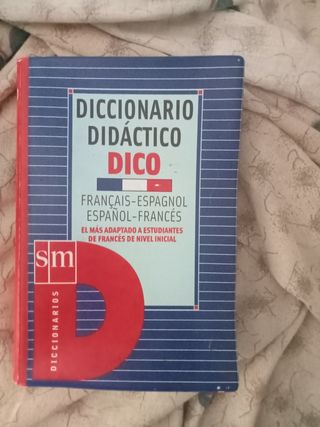 DICCIONARIO
DIDÁCTICO
DICO
FRANÇAIS-ESPAGNOL
ESPAÑOL-FRANCÉS
EL MÁS ADAPTADO A ESTUDIANTES
DE FRANCÉS DE NIVEL INICIAL
sm
D
DICCIONARIOS